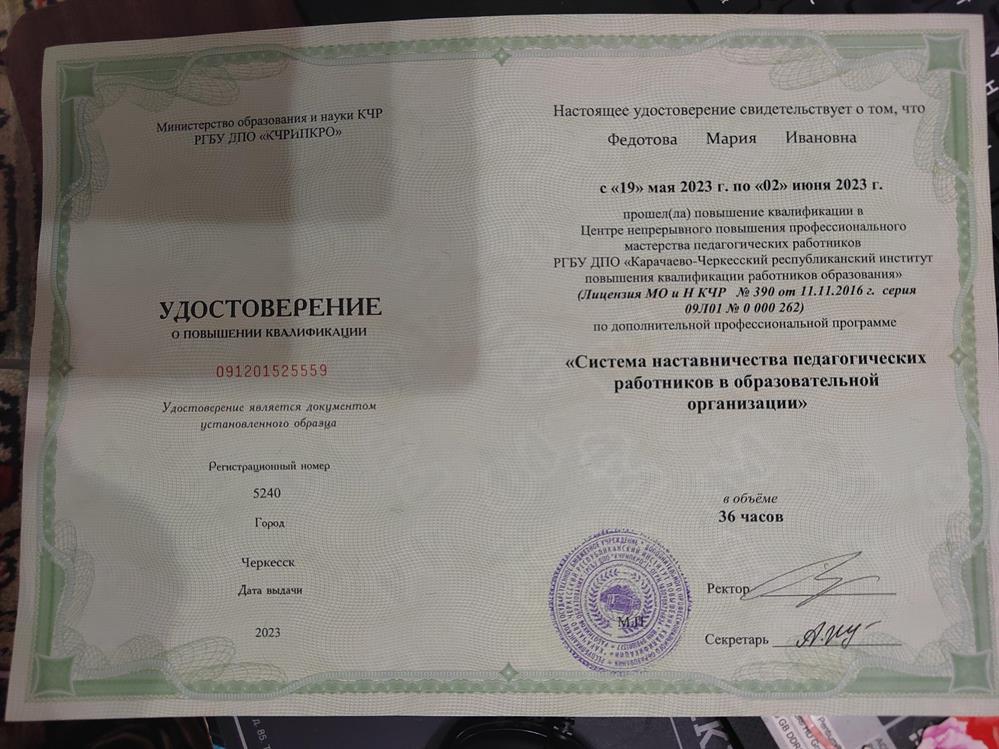 Министерство образования и науки КЧР
РГБУ ДПО «КЧРИПКРО»
УДОСТОВЕРЕНИЕ
О ПОВЫШЕНИИ КВАЛИФИКАЦИИ
091201525559
Удостоверение является документом
установленного образца
Регистрационный номер
5240
Город
Черкесск
Дата выдачи
2023
Настоящее удостоверение свидетельствует о том, что
Федотова Мария Ивановна
с «19» мая 2023 г. по «02» июня 2023 г.
прошел(ла) повышение квалификации в
Центре непрерывного повышения профессионального
мастерства педагогических работников
РГБУ ДПО «Карачаево-Черкесский республиканский институт
повышения квалификации работников образования»
(Лицензия МО и Н КЧР № 390 от 11.11.2016 г. серия
09Л01 № 0 000 262)
по дополнительной профессиональной программе
«Система наставничества педагогических
работников в образовательной
организации»
в объёме
36 часов
М.П.
Ректор
Секретарь